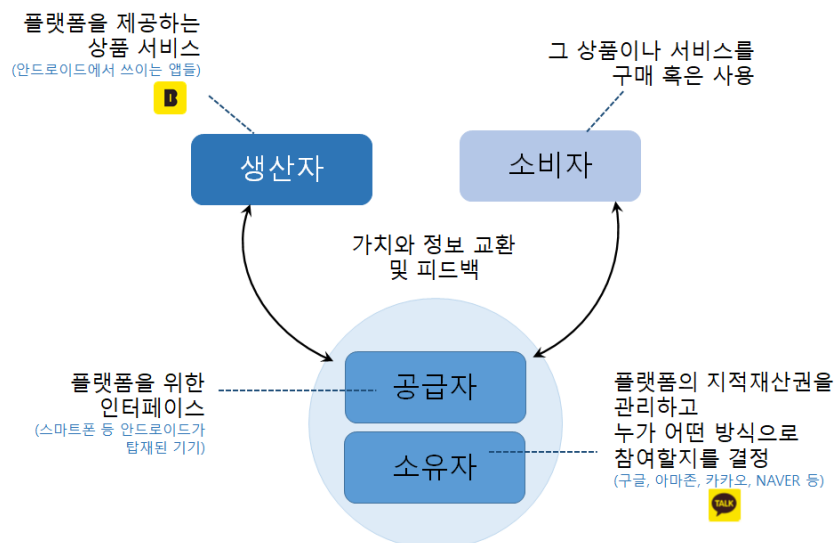 플랫폼을 제공하는
상품 서비스
(안드로이드에서 쓰이는 앱들)
B
그 상품이나 서비스를
구매 혹은 사용
생산자
소비자
가치와 정보 교환
및 피드백
플랫폼을 위한
인터페이스
(스마트폰 등 안드로이드가
탑재된 기기)
공급자
소유자
플랫폼의 지적재산권을
관리하고
누가 어떤 방식으로
참여할지를 결정
(구글, 아마존, 카카오, NAVER 등)
TALK